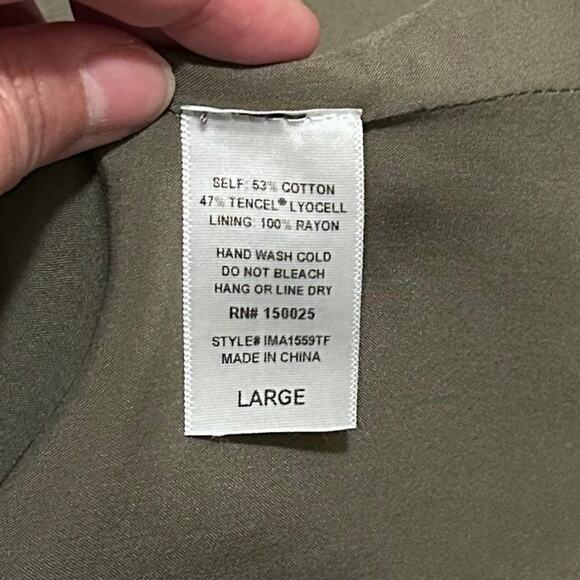 SELF: 53% COTTON
47% TENCEL® LYOCELL
LINING: 100% RAYON
HAND WASH COLD
DO NOT BLEACH
HANG OR LINE DRY
RN# 150025
STYLE# IMA1559TF
MADE IN CHINA
LARGE